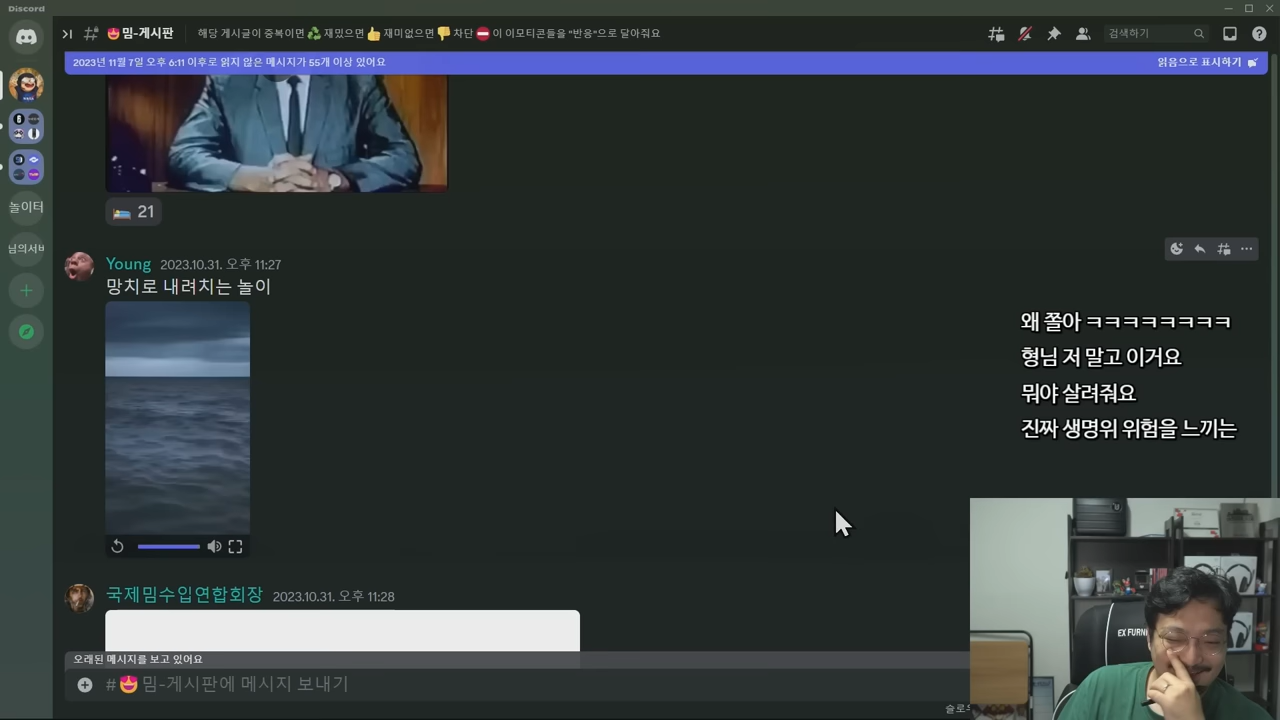 Discord
밈-게시판
해당 게시글이 중복이면 ♻️ 재밌으면 👍 재미없으면 👎 차단 ⛔ 이 이모티콘들을 "반응"으로 달아줘요
검색하기
2023년 11월 7일 오후 6:11 이후로 읽지 않은 메시지가 55개 이상 있어요
읽음으로 표시하기
21
놀이터
님의서버
Young 2023.10.31. 오후 11:27
망치로 내려치는 놀이
왜 쫄아 ㅋㅋㅋㅋㅋㅋㅋㅋ
형님 저 말고 이거요
뭐야 살려줘요
진짜 생명위 위험을 느끼는
국제밈수입연합회장 2023.10.31. 오후 11:28
오래된 메시지를 보고 있어요
#😍밈-게시판에 메시지 보내기
EX FURNI